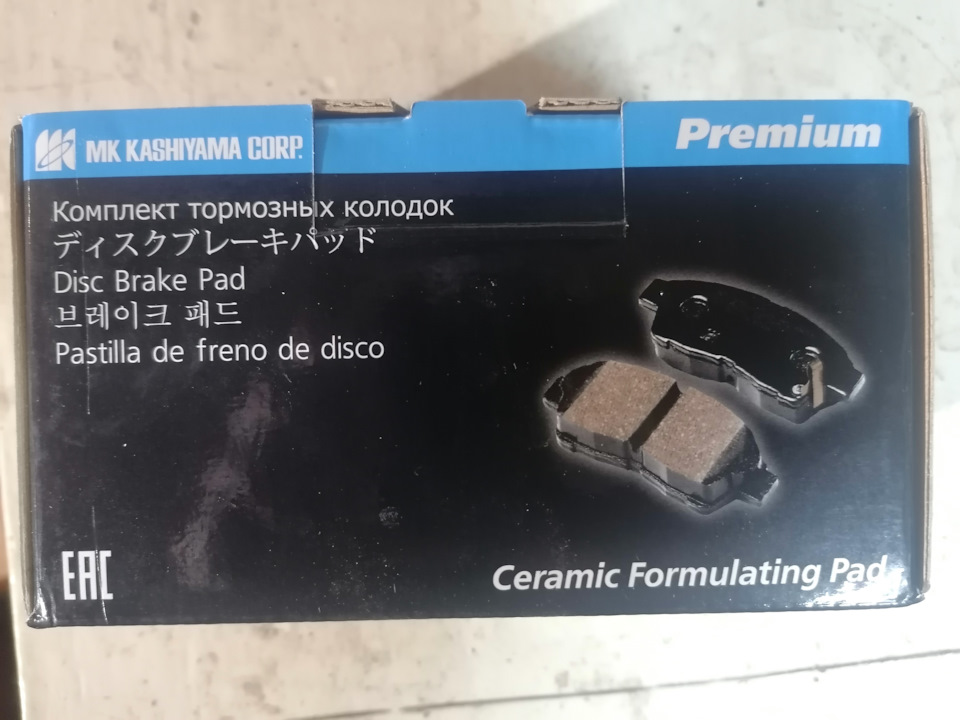 MK KASHIYAMA CORP.
Premium
Комплект тормозных колодок
ディスクブレーキパッド
Disc Brake Pad
브레이크 패드
Pastilla de freno de disco
EAC
Ceramic Formulating Pad